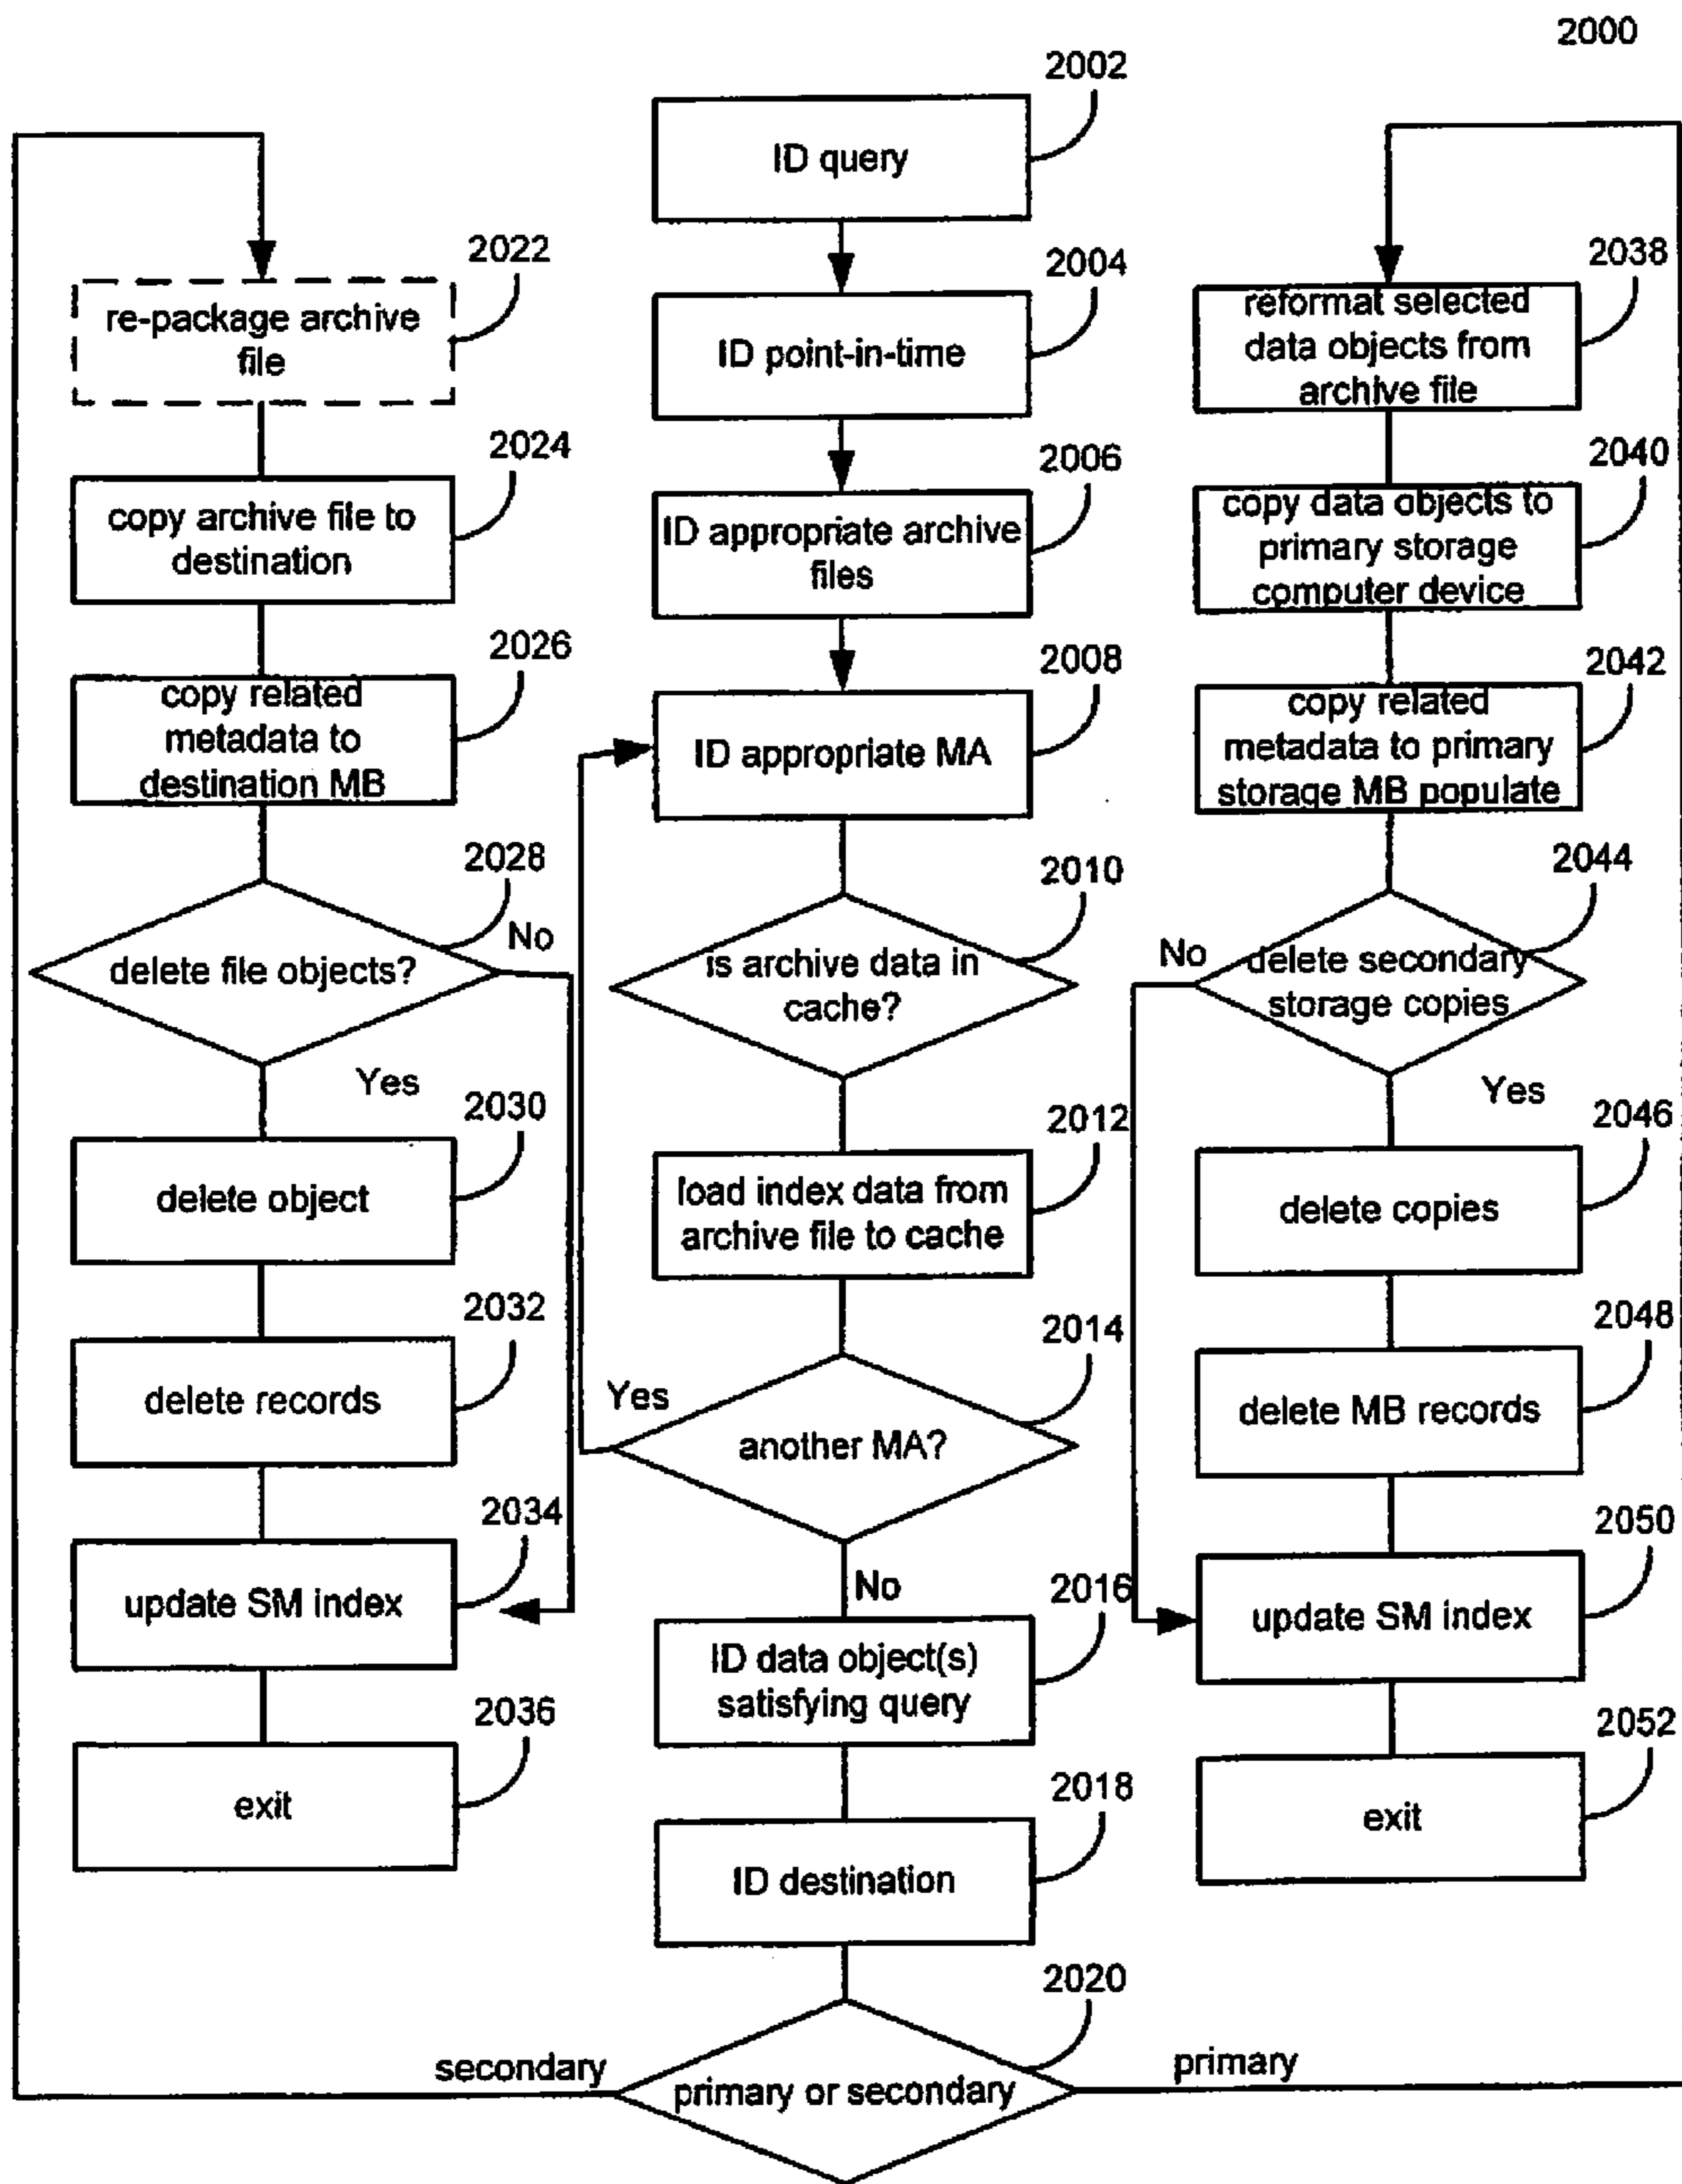 2000
2002
ID query
2004
ID point-in-time
2006
ID appropriate archive
files
2008
ID appropriate MA
2010
is archive data in
cache?
2012
load index data from
archive file to cache
2014
another MA?
Yes
No
2016
ID data object(s)
satisfying query
2018
ID destination
2020
primary or secondary
secondary
primary
2022
re-package archive
file
2024
copy archive file to
destination
2026
copy related
metadata to
destination MB
2028
delete file objects?
No
Yes
2030
delete object
2032
delete records
2034
update SM index
2036
exit
2038
reformat selected
data objects from
archive file
2040
copy data objects to
primary storage
computer device
2042
copy related
metadata to primary
storage MB populate
2044
delete secondary
storage copies
No
Yes
2046
delete copies
2048
delete MB records
2050
update SM index
2052
exit